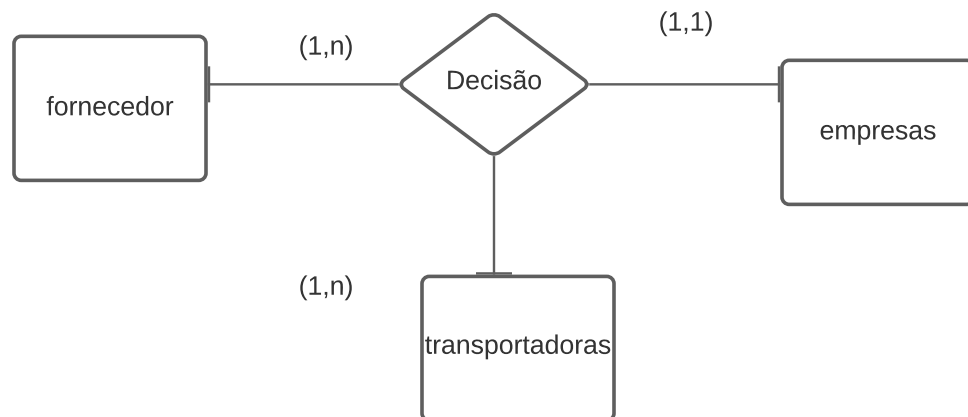 (1,n)
(1,1)
fornecedor
Decisão
empresas
(1,n)
transportadoras